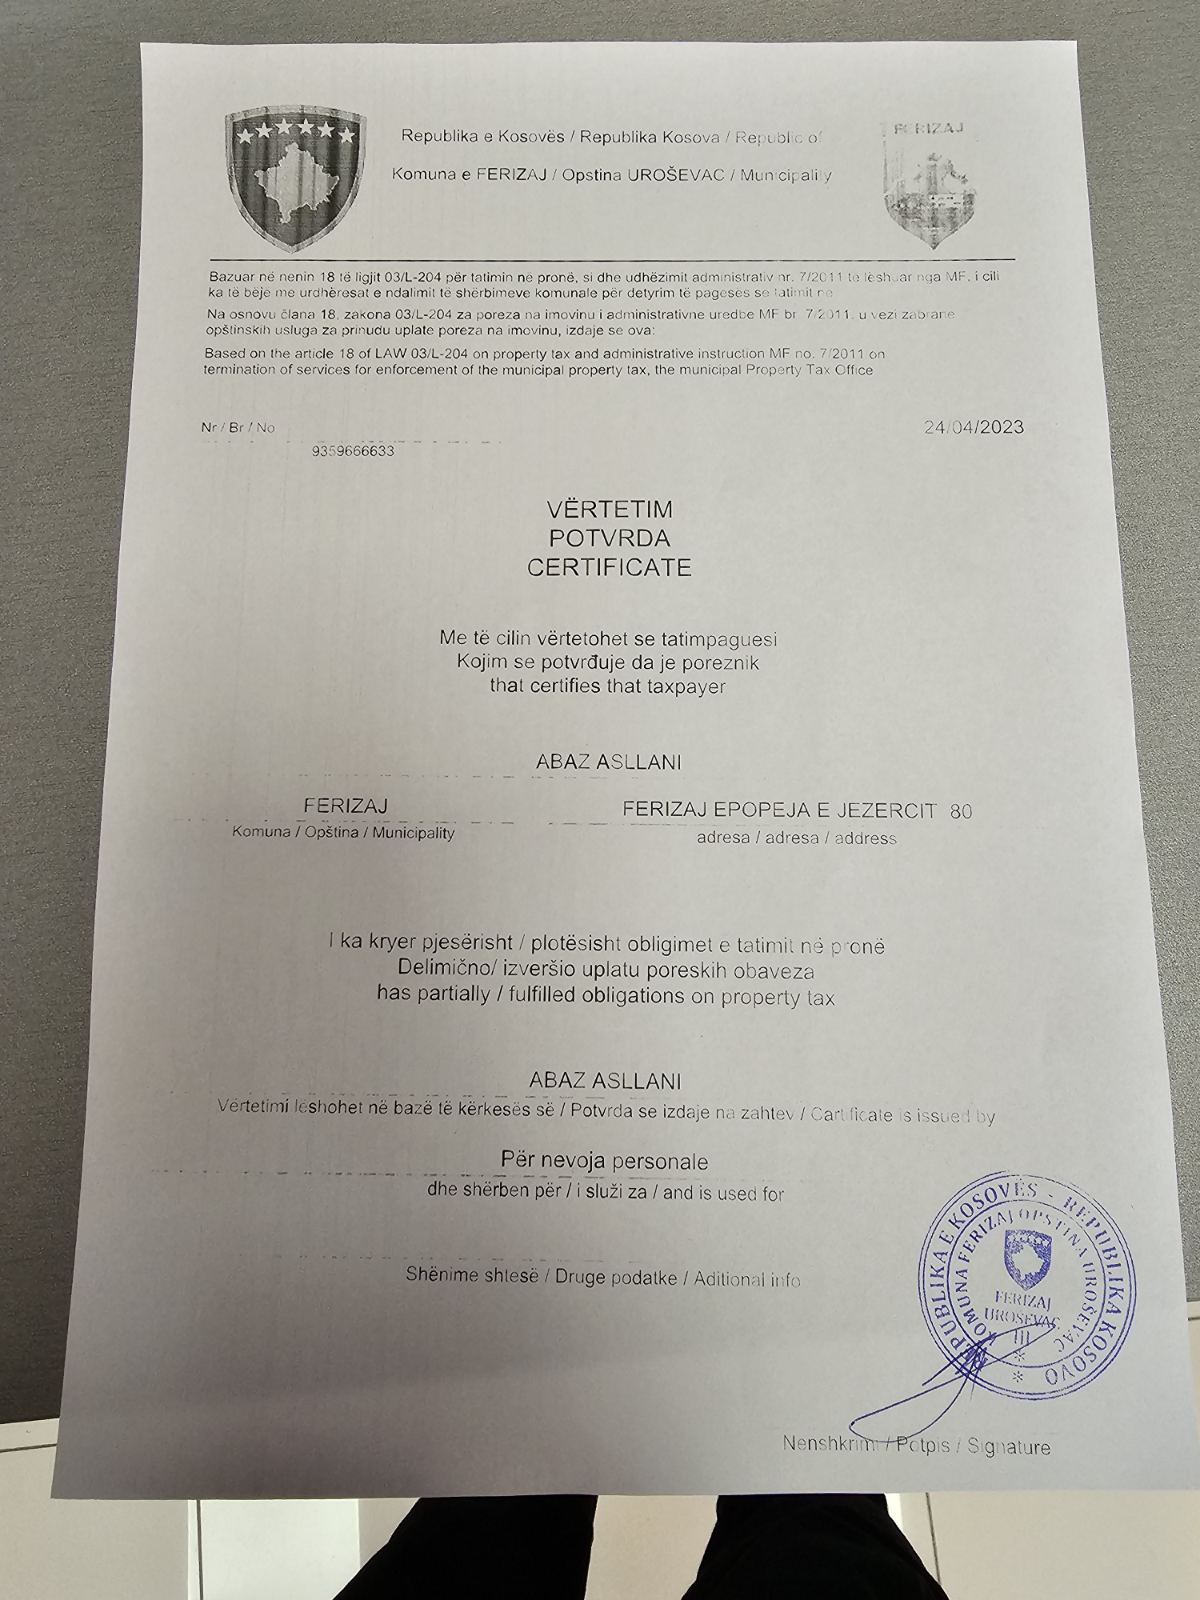 Republika e Kosovës / Republika Kosova / Republic of
Komuna e FERIZAJ / Opstina UROŠEVAC / Municipality
FERIZAJ
Bazuar në nenin 18 të ligjit 03/L-204 për tatimin në pronë, si dhe udhëzimit administrativ nr. 7/2011 të lëshuar nga MF, i cili
ka të bëjë me urdhëresat e ndalimit të shërbimeve komunale për detyrim të pagesës se tatimit në
Na osnovu člana 18, zakona 03/L-204 za poreza na imovinu i administrativne uredbe MF br. 7/2011, u vezi zabrane
opštinskih usluga za prinudu uplate poreza na imovinu, izdaje se ova:
Based on the article 18 of LAW 03/L-204 on property tax and administrative instruction MF no. 7/2011 on
termination of services for enforcement of the municipal property tax, the municipal Property Tax Office
Nr / Br / No
24/04/2023
9359666633
VËRTETIM
POTVRDA
CERTIFICATE
Me të cilin vërtetohet se tatimpaguesi
Kojim se potvrđuje da je poreznik
that certifies that taxpayer
ABAZ ASLLANI
FERIZAJ FERIZAJ EPOPEJA E JEZERCIT 80
Komuna / Opština / Municipality adresa / adresa / address
I ka kryer pjesërisht / plotësisht obligimet e tatimit në pronë
Delimično/ izveršio uplatu poreskih obaveza
has partially / fulfilled obligations on property tax
ABAZ ASLLANI
Vërtetimi lëshohet në bazë të kërkesës së / Potvrda se izdaje na zahtev / Certificate is issued by
Për nevoja personale
dhe shërben për / i služi za / and is used for
Shënime shtesë / Druge podatke / Aditional info
REPUBLIKA E KOSOVËS - REPUBLIKA KOSOVO
KOMUNA FERIZAJ OPSTINA UROŠEVAC
FERIZAJ
UROSEVAC
III
Nenshkrimi / Potpis / Signature